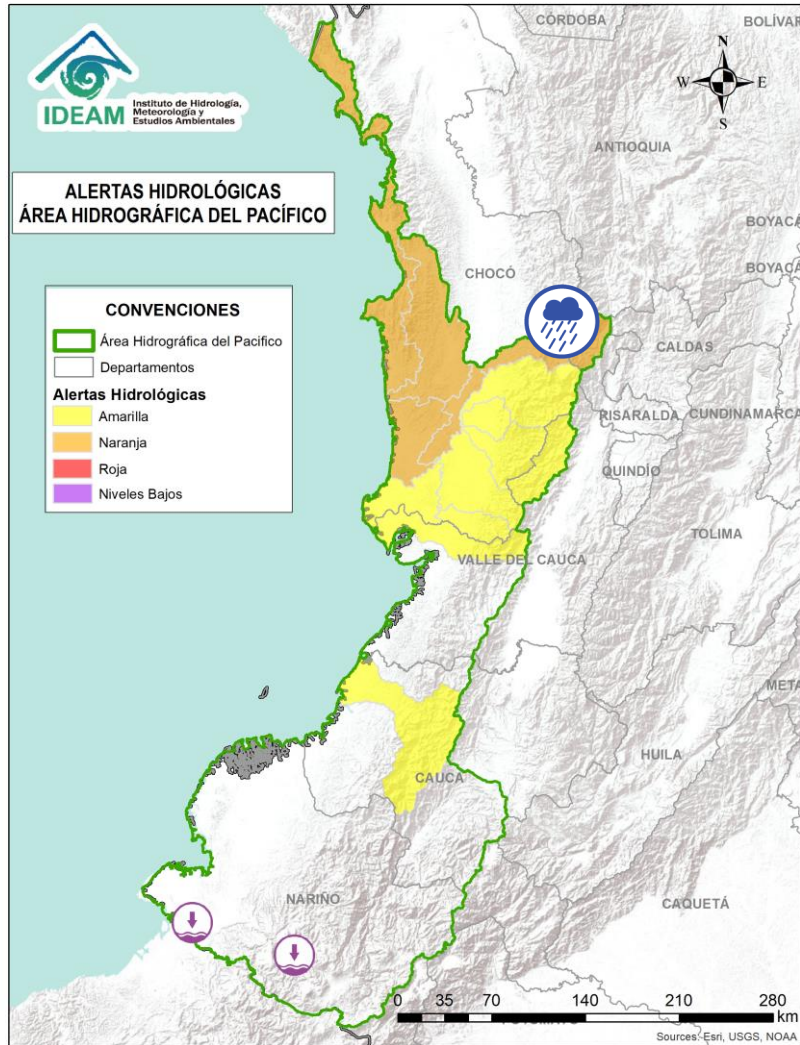 IDEAM
Instituto de Hidrología,
Meteorología y
Estudios Ambientales
ALERTAS HIDROLÓGICAS
ÁREA HIDROGRÁFICA DEL PACÍFICO
CONVENCIONES
Área Hidrográfica del Pacifico
Departamentos
Alertas Hidrológicas
Amarilla
Naranja
Roja
Niveles Bajos
CÓRDOBA
BOLÍVAR
N
W
E
S
ANTIOQUIA
BOYACÁ
BOYACÁ
CHOCÓ
CALDAS
RISARALDA
CUNDINAMARCA
QUINDÍO
TOLIMA
VALLE DEL CAUCA
META
HUILA
CAUCA
NARIÑO
CAQUETÁ
0 35 70 140 210 280
km
Sources: Esri, USGS, NOAA